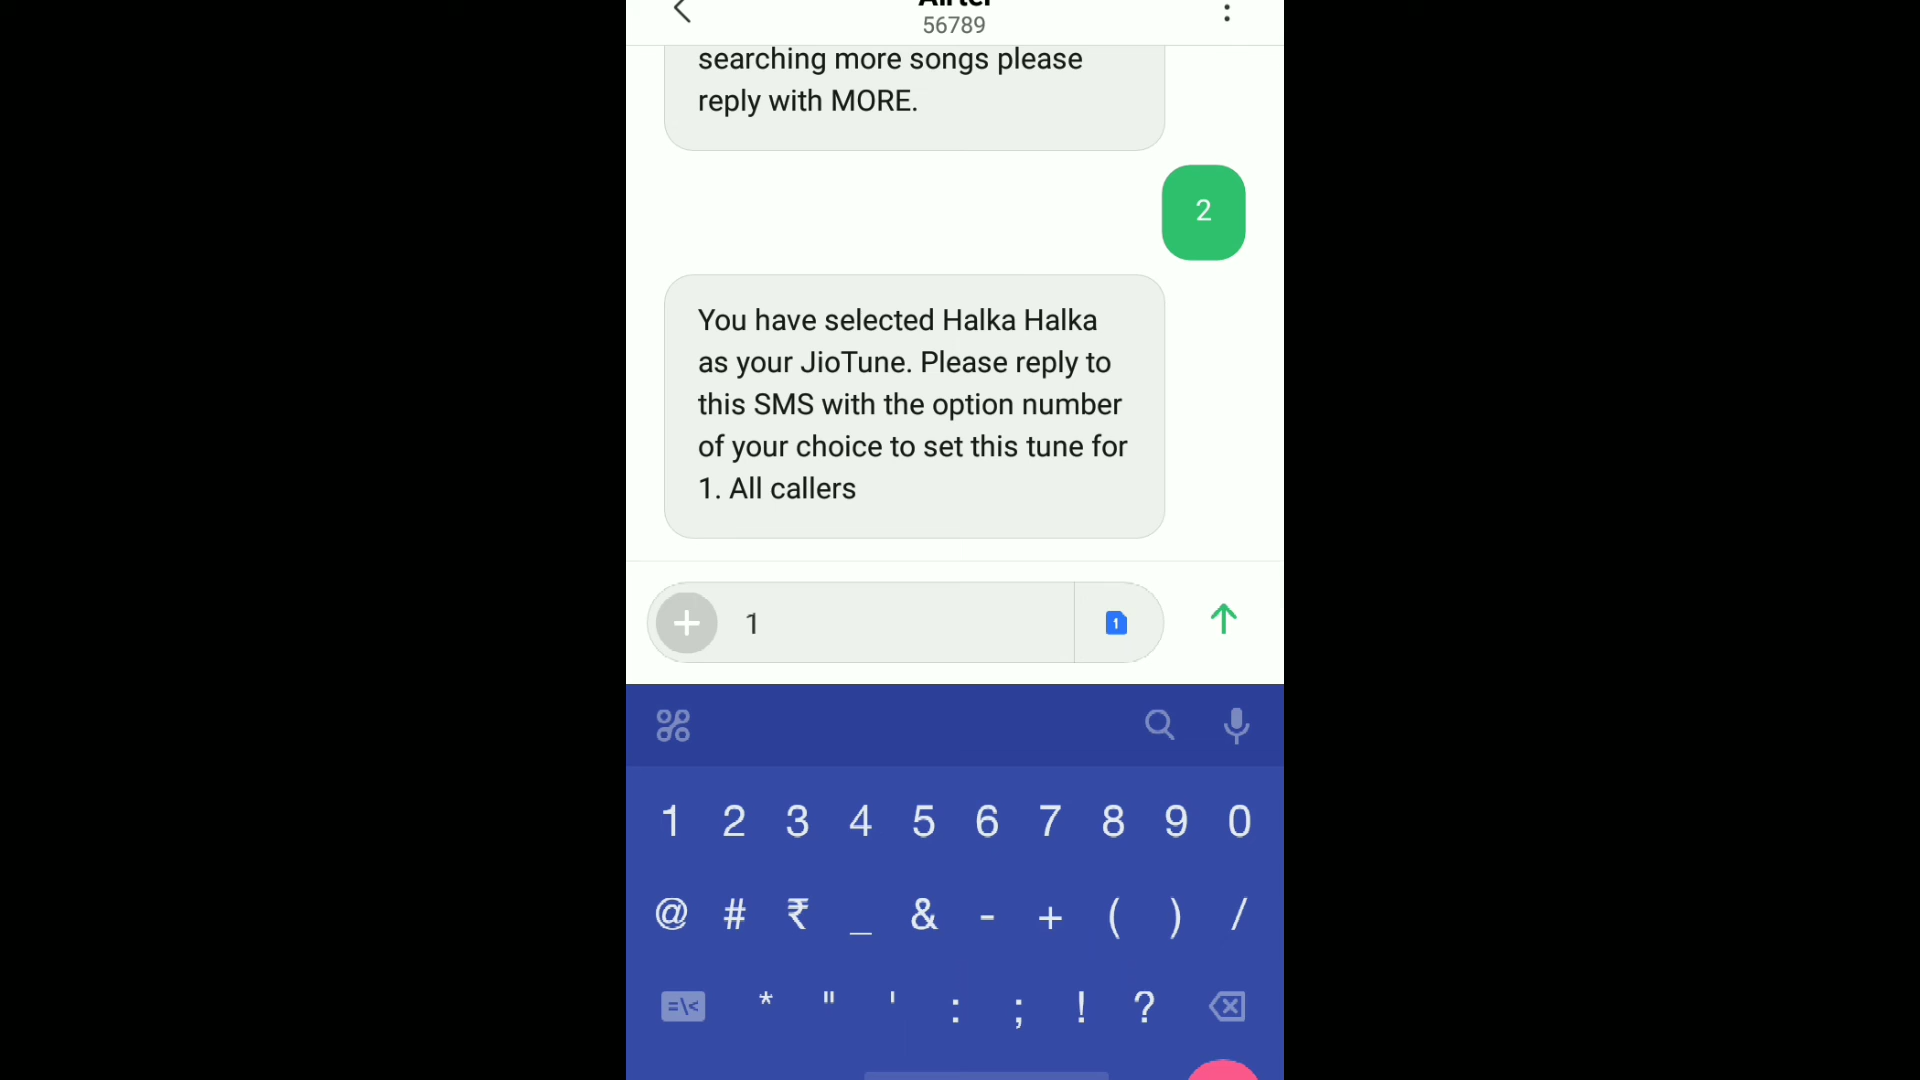 Airtel
56789
searching more songs please
reply with MORE.
2
You have selected Halka Halka
as your JioTune. Please reply to
this SMS with the option number
of your choice to set this tune for
1. All callers
1
1
1 2 3 4 5 6 7 8 9 0
@ # ₹ _ & - + ( ) /
=\< * " ' : ; ! ?